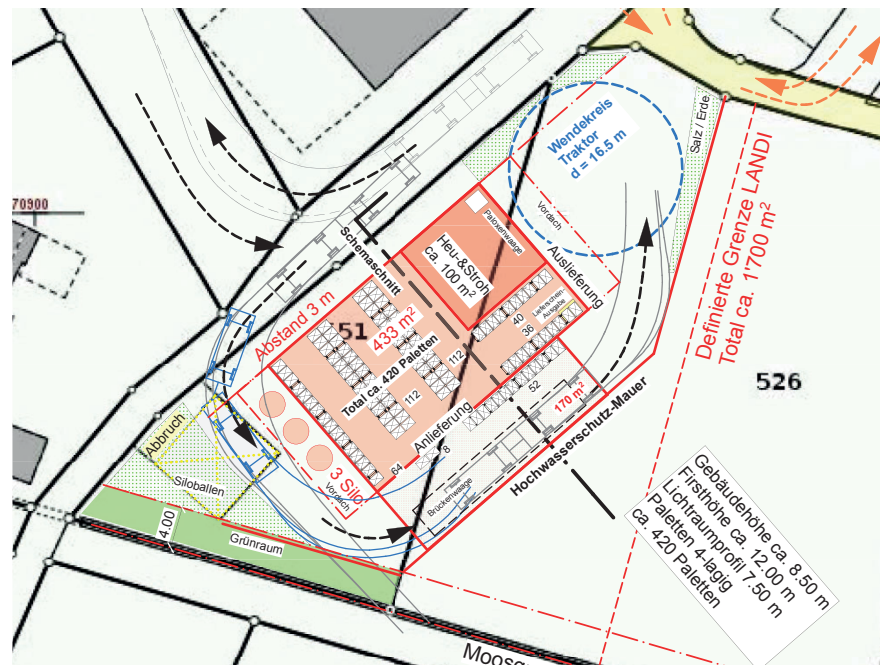 Wendekreis
Traktor
d = 16.5 m
Salz / Erde
70900
Schemaschnitt
Paloxenwaage
Vordach
Heu-&Stroh
ca. 100 m²
Auslieferung
Lieferschein-
Ausgabe
Abstand 3 m
51
433 m²
Total ca. 420 Paletten
40
36
112
112
52
170 m²
Definierte Grenze LANDI
Total ca. 1'700 m²
526
Anlieferung
64
8
Hochwasserschutz-Mauer
Brückenwaage
3 Silo
Vordach
Abbruch
Siloballen
4.00
Grünraum
Gebäudehöhe ca. 8.50 m
Firsthöhe ca. 12.00 m
Lichtraumprofil 7.50 m
Paletten 4-lagig
ca. 420 Paletten